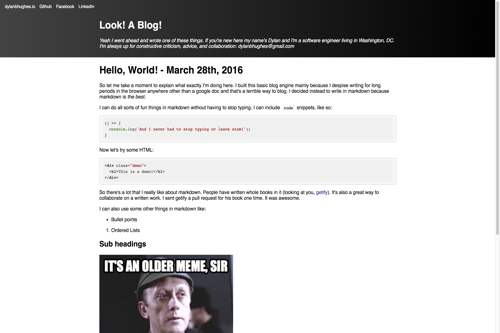 dylanbhughes.io Github Facebook LinkedIn
Look! A Blog!
Yeah I went ahead and wrote one of these things. If you're new here my name's Dylan and I'm a software engineer living in Washington, DC.
I'm always up for constructive criticism, advice, and collaboration: dylanbhughes@gmail.com
Hello, World! - March 28th, 2016
So let me take a moment to explain what exactly I'm doing here. I built this basic blog engine mainly because I despise writing for long
periods in the browser anywhere other than a google doc and that's a terrible way to blog. I decided instead to write in markdown because
markdown is the best.
I can do all sorts of fun things in markdown without having to stop typing. I can include code snippets, like so:
() => {
console.log('And I never had to stop typing or leave atom!');
}
Now let's try some HTML:
<div class="demo">
<h1>This is a demo!</h1>
</div>
So there's a lot that I really like about markdown. People have written whole books in it (looking at you, getify). It's also a great way to
collaborate on a written work. I sent getify a pull request for his book one time. It was awesome.
I can also use some other things in markdown like:
• Bullet points
1. Ordered Lists
Sub headings
IT'S AN OLDER MEME, SIR